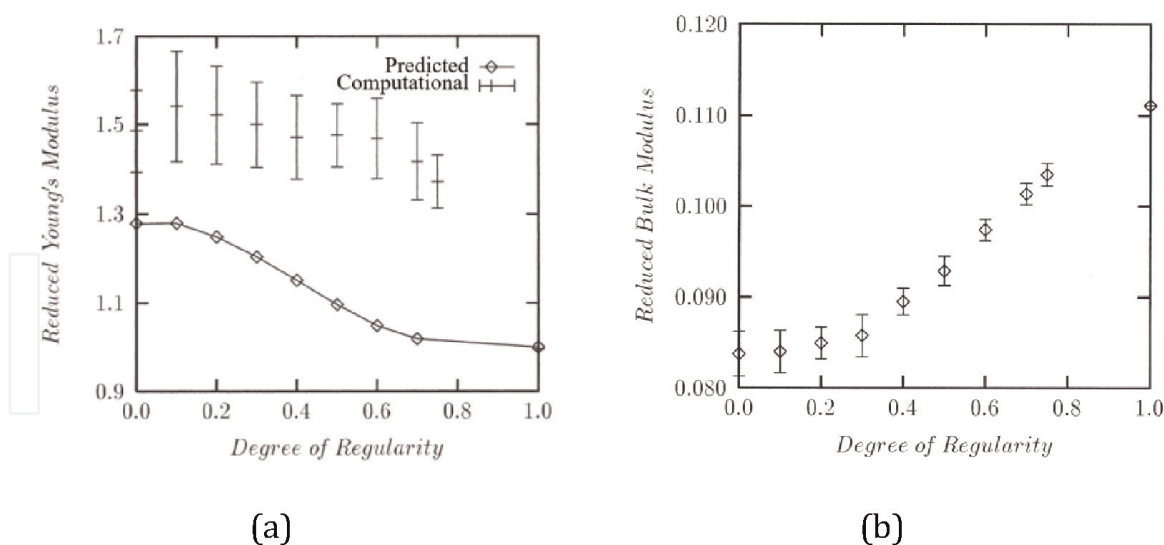 1.7
1.5
1.3
1.1
0.9
Reduced Young's Modulus
Predicted
Computational
0.0 0.2 0.4 0.6 0.8 1.0
Degree of Regularity
(a)
0.120
0.110
0.100
0.090
0.080
Reduced Bulk Modulus
0.0 0.2 0.4 0.6 0.8 1.0
Degree of Regularity
(b)